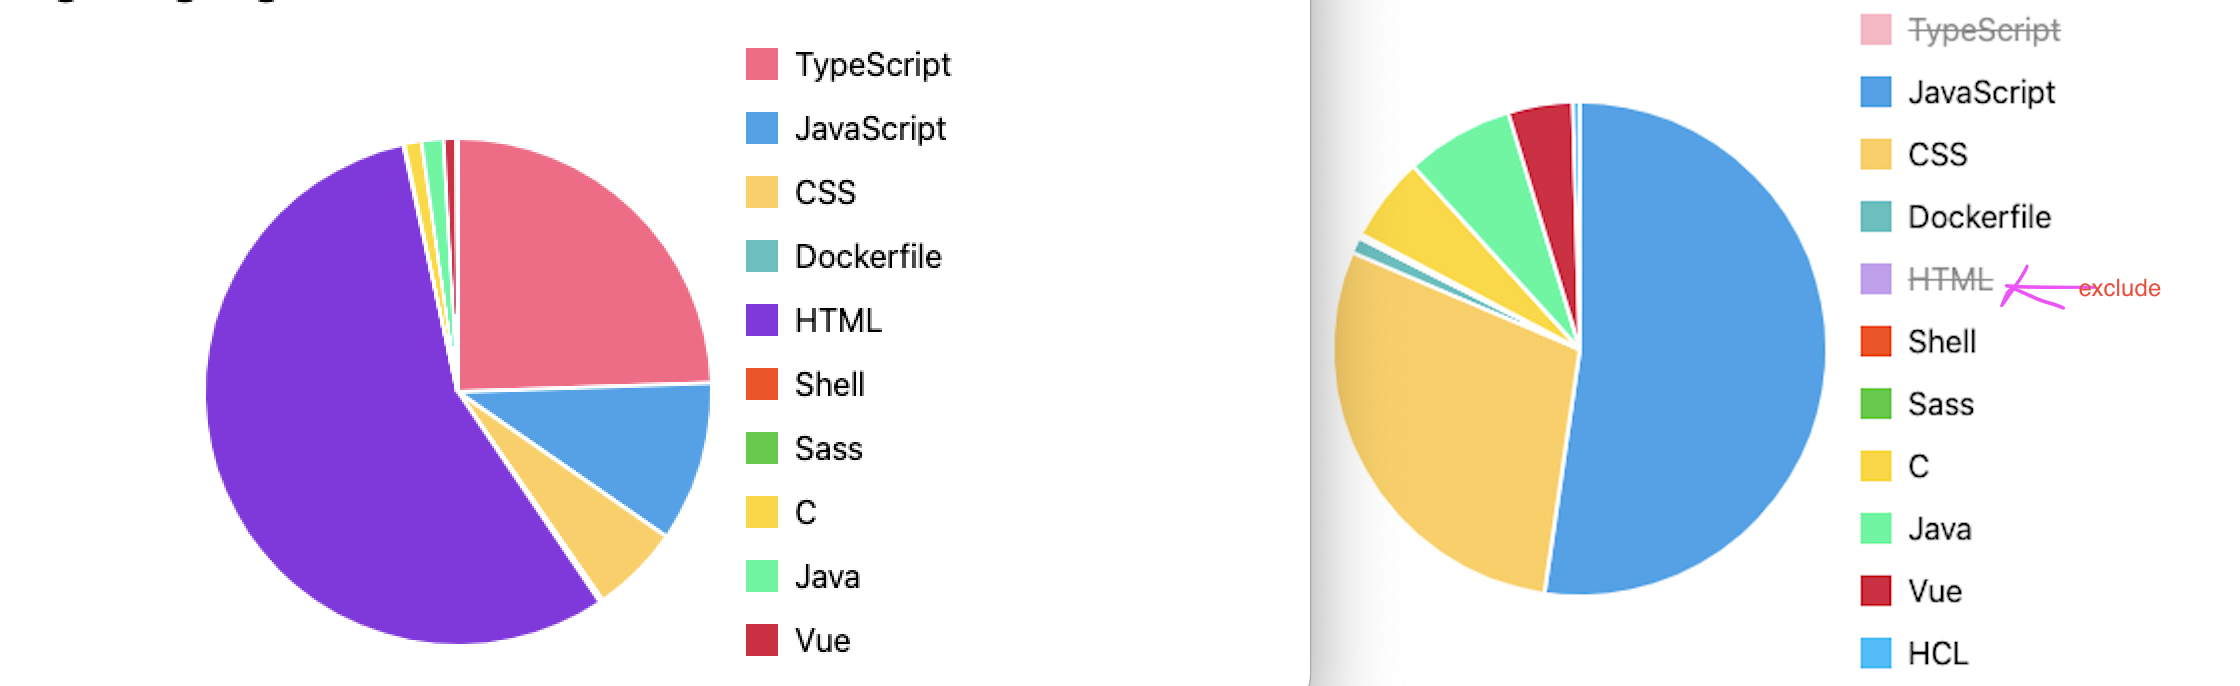 TypeScript
JavaScript
CSS
Dockerfile
HTML
Shell
Sass
C
Java
Vue
TypeScript
JavaScript
CSS
Dockerfile
HTML
exclude
Shell
Sass
C
Java
Vue
HCL